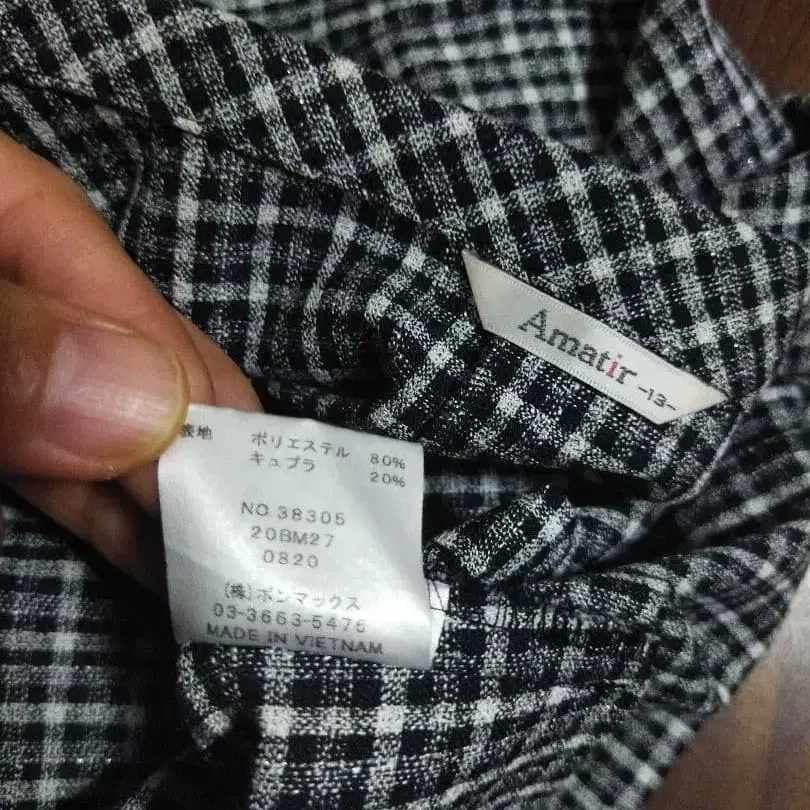 Amatir -13-
表地 ポリエステル 80%
キュプラ 20%
NO.38305
20BM27
0820
(株)ボンマックス
03-3663-5476
MADE IN VIETNAM